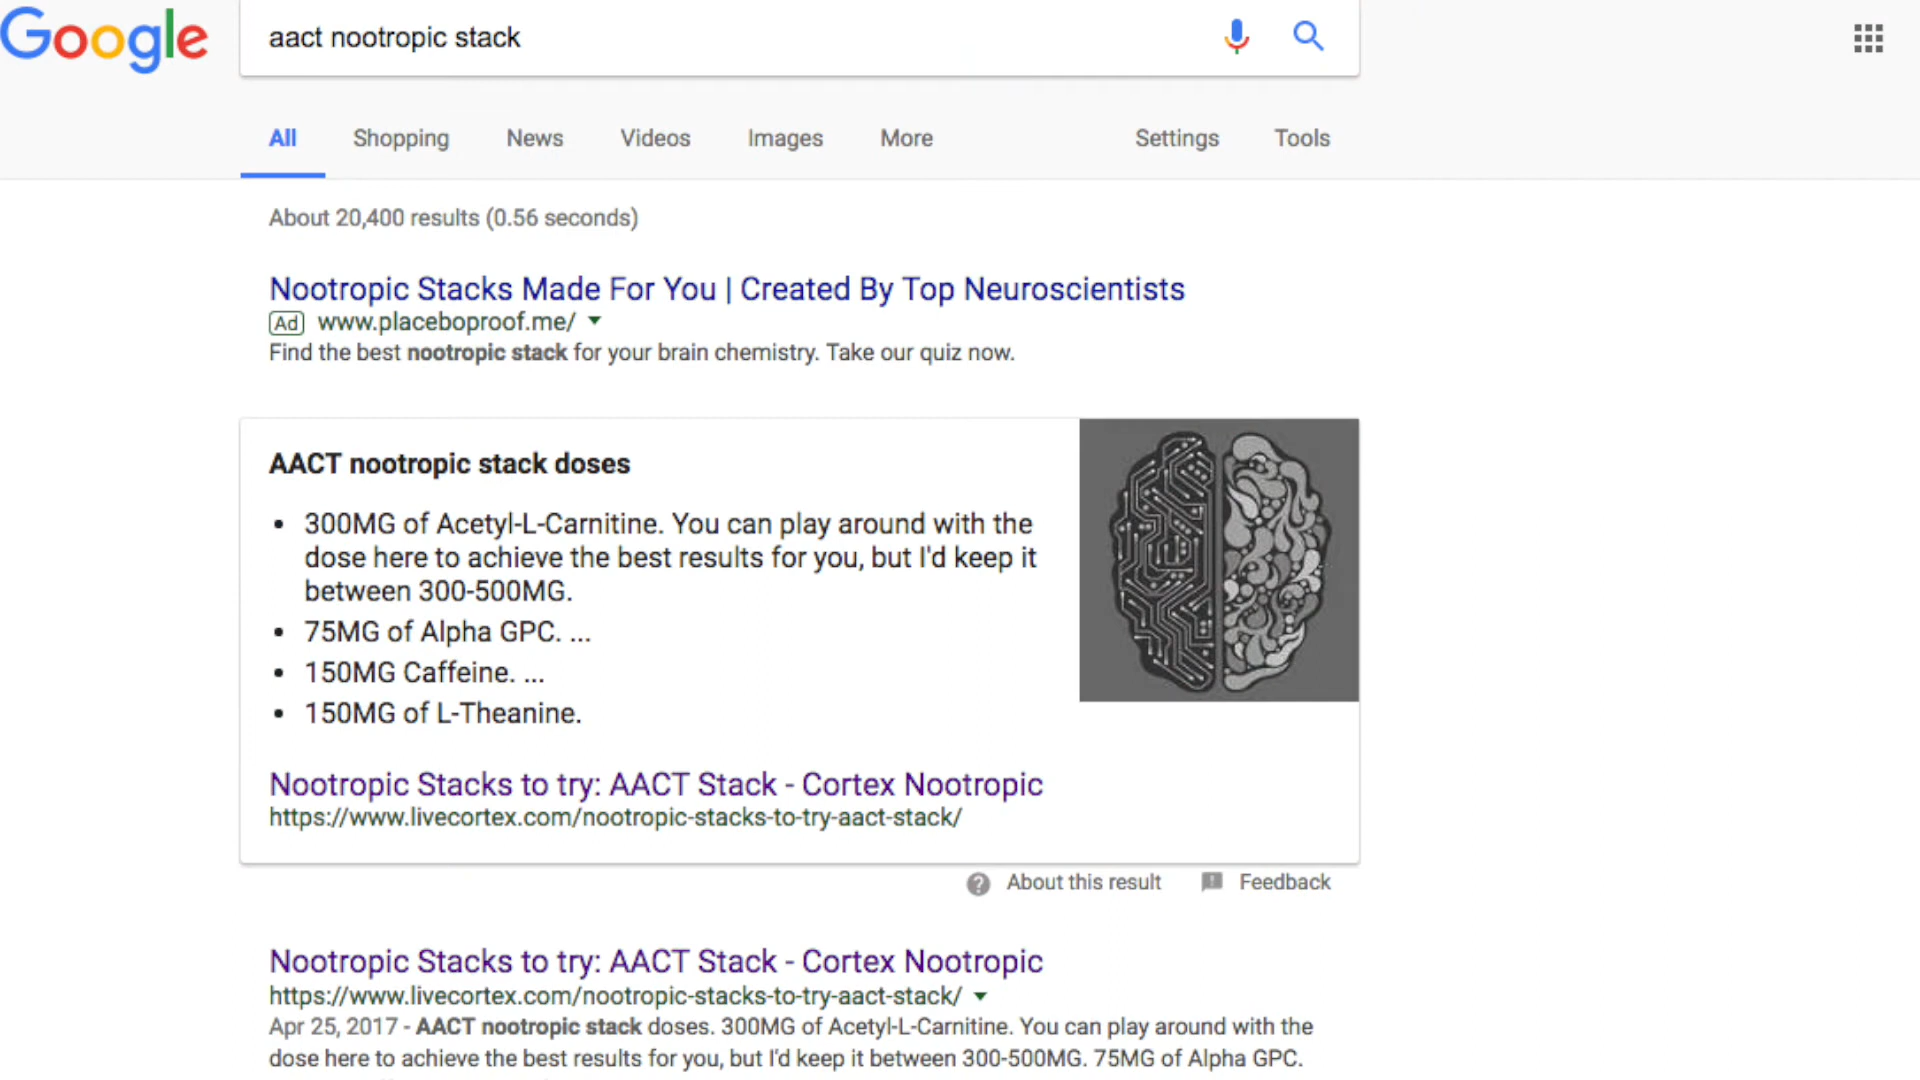 Google
aact nootropic stack
All Shopping News Videos Images More Settings Tools
About 20,400 results (0.56 seconds)
Nootropic Stacks Made For You | Created By Top Neuroscientists
Ad www.placeboproof.me/
Find the best nootropic stack for your brain chemistry. Take our quiz now.
AACT nootropic stack doses
• 300MG of Acetyl-L-Carnitine. You can play around with the
dose here to achieve the best results for you, but I'd keep it
between 300-500MG.
• 75MG of Alpha GPC. ...
• 150MG Caffeine. ...
• 150MG of L-Theanine.
Nootropic Stacks to try: AACT Stack - Cortex Nootropic
https://www.livecortex.com/nootropic-stacks-to-try-aact-stack/
About this result Feedback
Nootropic Stacks to try: AACT Stack - Cortex Nootropic
https://www.livecortex.com/nootropic-stacks-to-try-aact-stack/
Apr 25, 2017 - AACT nootropic stack doses. 300MG of Acetyl-L-Carnitine. You can play around with the
dose here to achieve the best results for you, but I'd keep it between 300-500MG. 75MG of Alpha GPC.